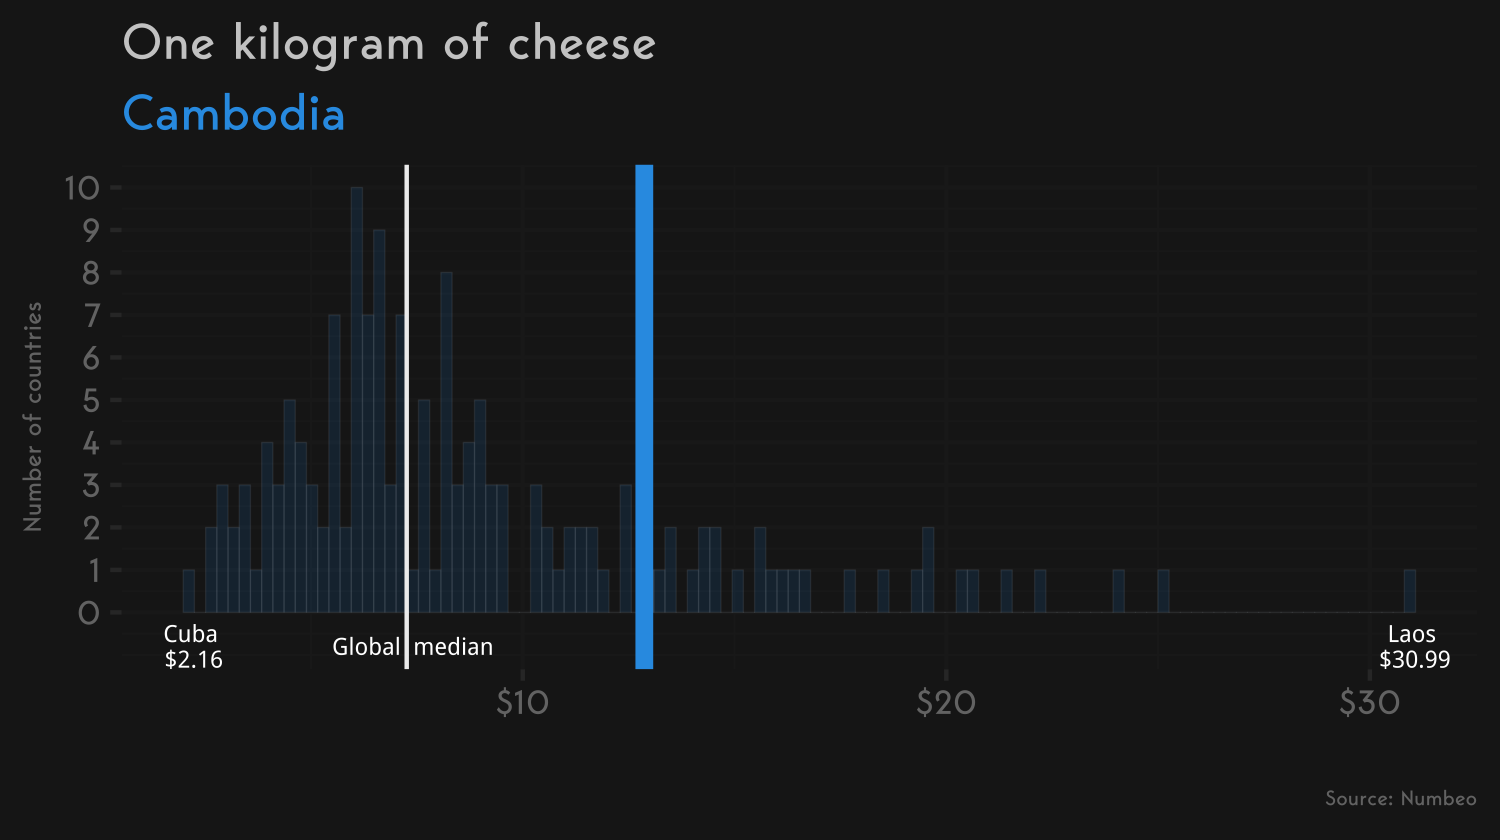 One kilogram of cheese
Cambodia
Number of countries
10
9
8
7
6
5
4
3
2
1
0
Cuba
$2.16
Global median
Laos
$30.99
$10
$20
$30
Source: Numbeo